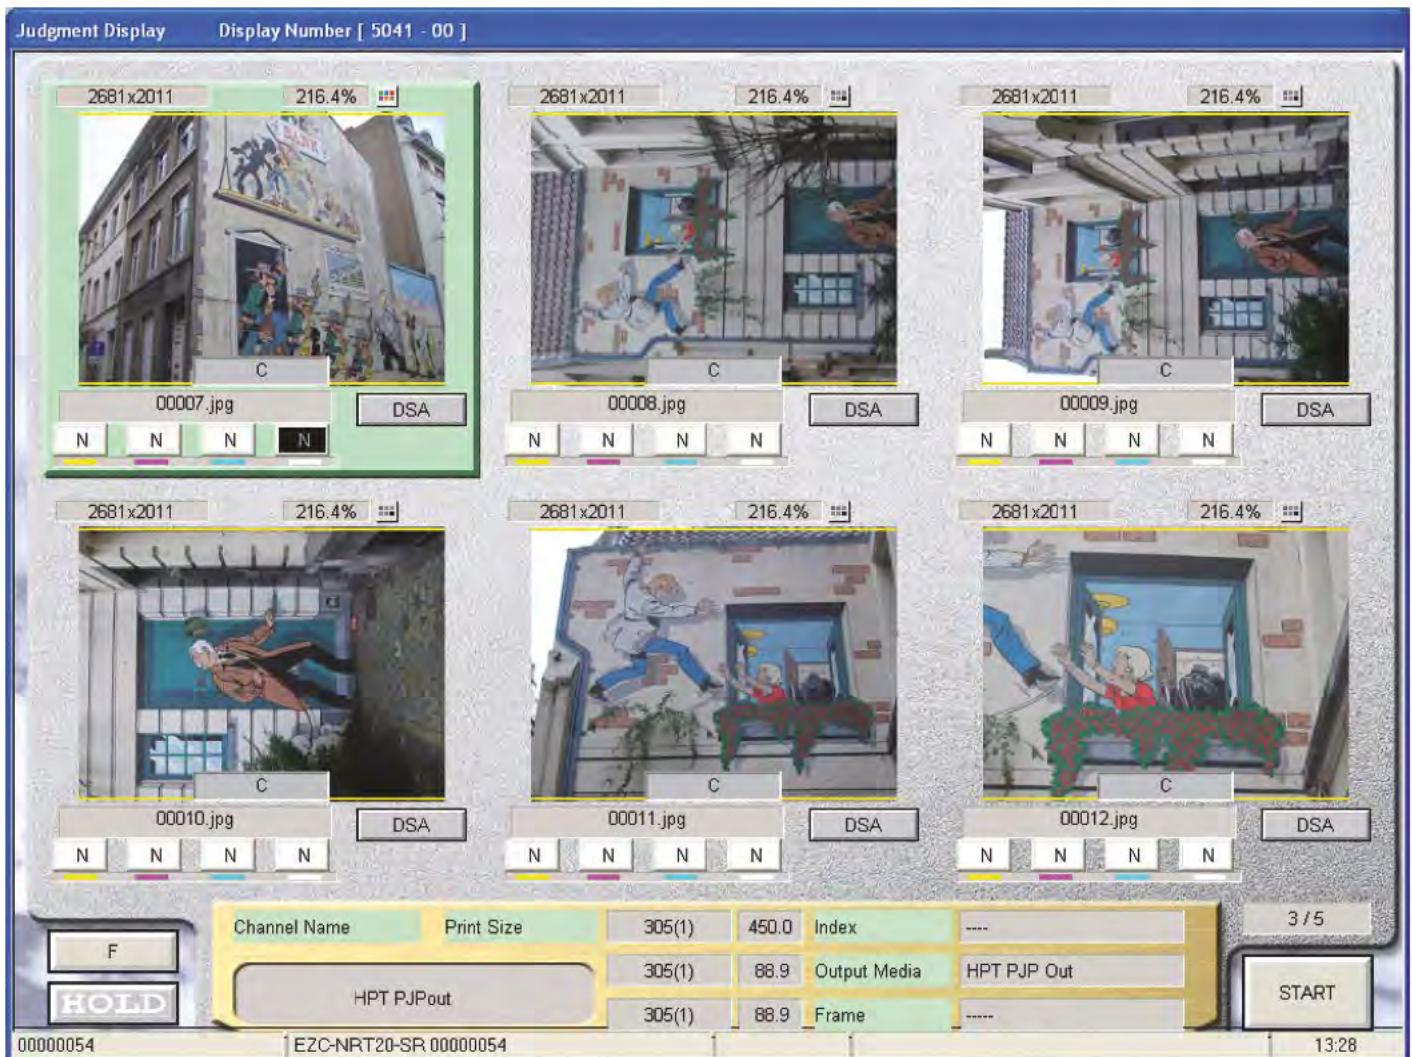 Judgment Display Display Number [ 5041 - 00 ]
2681x2011 216.4% 2681x2011 216.4% 2681x2011 216.4%
BANK
C C C
00007.jpg DSA 00008.jpg DSA 00009.jpg DSA
N N N N N N N N N N N N
2681x2011 216.4% 2681x2011 216.4% 2681x2011 216.4%
C C C
00010.jpg DSA 00011.jpg DSA 00012.jpg DSA
N N N N N N N N N N N N
3 / 5
Channel Name Print Size 305(1) 450.0 Index ----
F
305(1) 88.9 Output Media HPT PJP Out
HPT PJPout
START
HOLD
305(1) 88.9 Frame -----
00000054 EZC-NRT20-SR 00000054 13:28